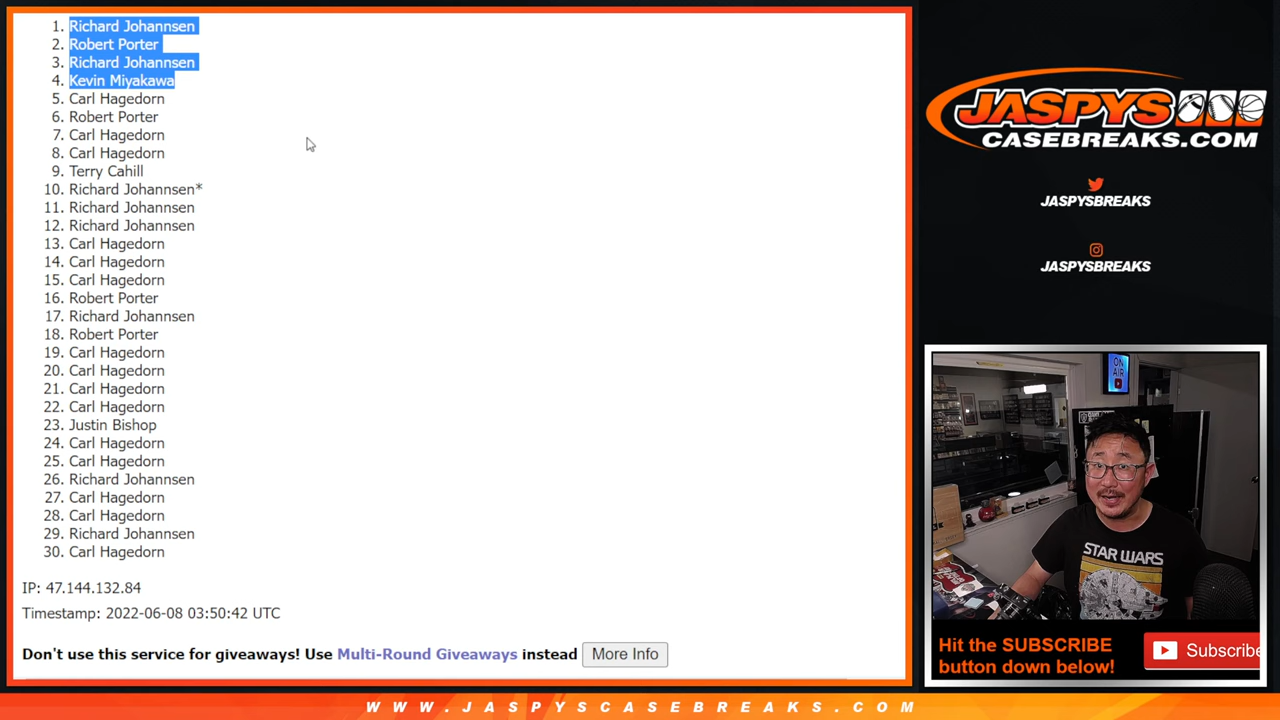 1. Richard Johannsen
2. Robert Porter
3. Richard Johannsen
4. Kevin Miyakawa
5. Carl Hagedorn
6. Robert Porter
7. Carl Hagedorn
8. Carl Hagedorn
9. Terry Cahill
10. Richard Johannsen*
11. Richard Johannsen
12. Richard Johannsen
13. Carl Hagedorn
14. Carl Hagedorn
15. Carl Hagedorn
16. Robert Porter
17. Richard Johannsen
18. Robert Porter
19. Carl Hagedorn
20. Carl Hagedorn
21. Carl Hagedorn
22. Carl Hagedorn
23. Justin Bishop
24. Carl Hagedorn
25. Carl Hagedorn
26. Richard Johannsen
27. Carl Hagedorn
28. Carl Hagedorn
29. Richard Johannsen
30. Carl Hagedorn
IP: 47.144.132.84
Timestamp: 2022-06-08 03:50:42 UTC
Don't use this service for giveaways! Use Multi-Round Giveaways instead More Info
JASPYS
CASEBREAKS.COM
JASPYSBREAKS
JASPYSBREAKS
ON
AIR
STAR WARS
Hit the SUBSCRIBE
button down below!
Subscribe
WWW.JASPYSCASEBREAKS.COM